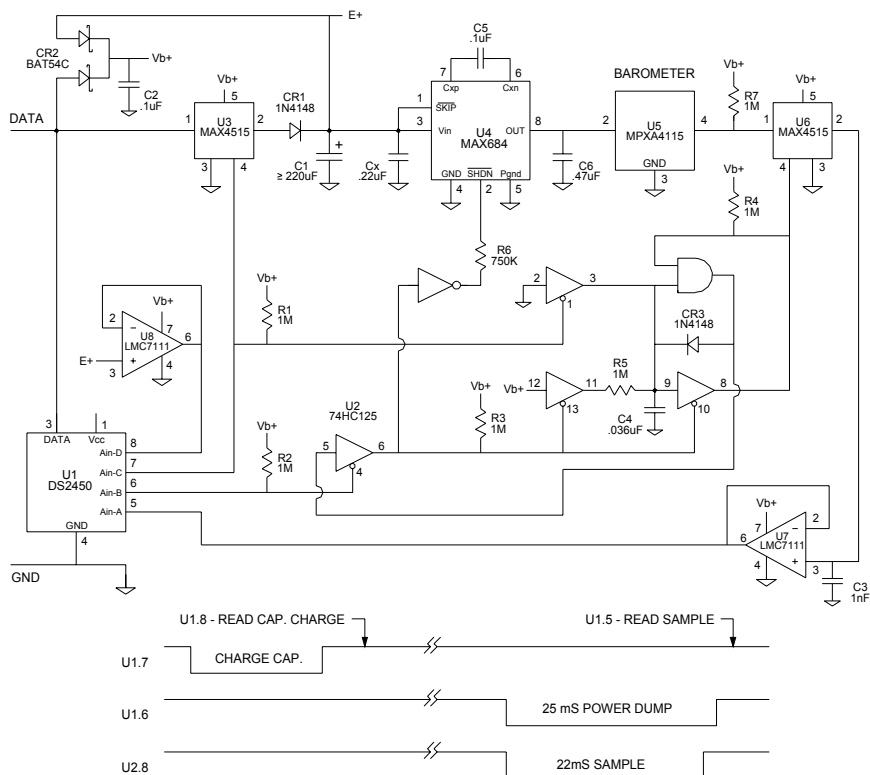 E+
CR2
BAT54C
Vb+
C2
.1uF
DATA
Vb+
5
U3
MAX4515
1
2
3
4
CR1
1N4148
+
C1
≥ 220uF
Cx
.22uF
C5
.1uF
7
6
Cxp
Cxn
1
SKIP
3
Vin
U4
MAX684
OUT
8
GND
SHDN
Pgnd
4
2
5
C6
.47uF
BAROMETER
2
U5
MPXA4115
4
GND
3
Vb+
R7
1M
Vb+
5
1
U6
MAX4515
2
4
3
Vb+
R4
1M
R6
750K
Vb+
R1
1M
2
3
1
CR3
1N4148
Vb+
2
7
U8
LMC7111
6
E+
3
4
Vb+
12
11
13
R5
1M
9
8
10
C4
.036uF
Vb+
R3
1M
U2
74HC125
5
6
4
Vb+
R2
1M
3
1
DATA
Vcc
8
Ain-D
7
Ain-C
6
Ain-B
5
Ain-A
U1
DS2450
GND
4
GND
Vb+
7
2
U7
LMC7111
6
4
3
C3
1nF
U1.8 - READ CAP. CHARGE
U1.5 - READ SAMPLE
U1.7
CHARGE CAP.
U1.6
25 mS POWER DUMP
U2.8
22mS SAMPLE